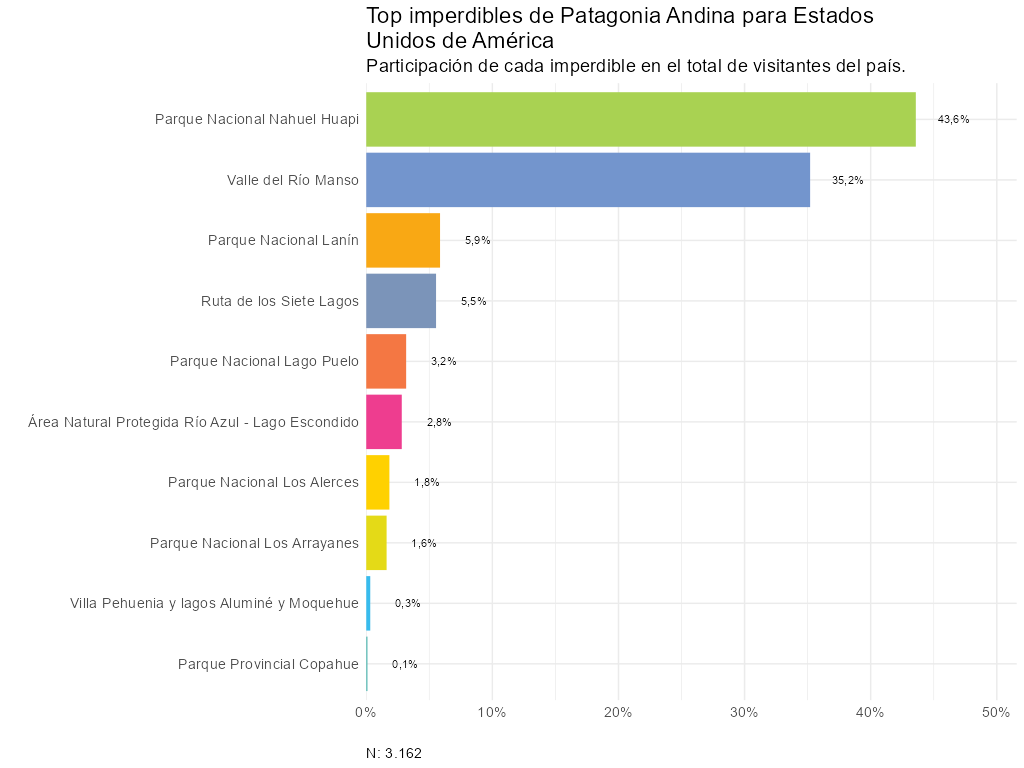 Top imperdibles de Patagonia Andina para Estados
Unidos de América
Participación de cada imperdible en el total de visitantes del país.
Parque Nacional Nahuel Huapi
43,6%
Valle del Río Manso
35,2%
Parque Nacional Lanín
5,9%
Ruta de los Siete Lagos
5,5%
Parque Nacional Lago Puelo
3,2%
Área Natural Protegida Río Azul - Lago Escondido
2,8%
Parque Nacional Los Alerces
1,8%
Parque Nacional Los Arrayanes
1,6%
Villa Pehuenia y lagos Aluminé y Moquehue
0,3%
Parque Provincial Copahue
0,1%
0% 10% 20% 30% 40% 50%
N: 3.162